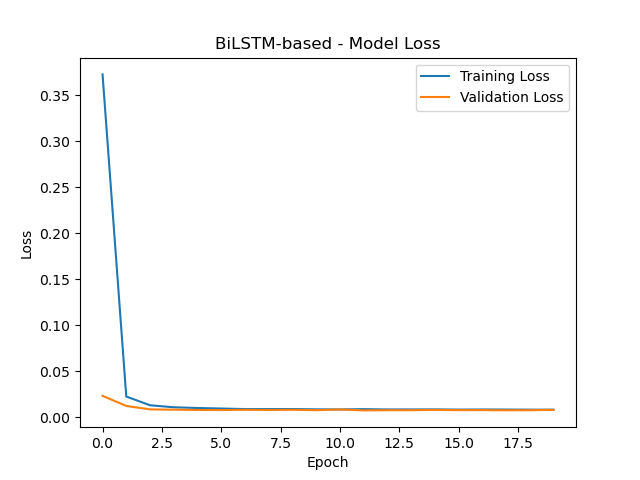 BiLSTM-based - Model Loss
Training Loss
Validation Loss
0.35
0.30
0.25
0.20
0.15
0.10
0.05
0.00
Loss
0.0 2.5 5.0 7.5 10.0 12.5 15.0 17.5
Epoch